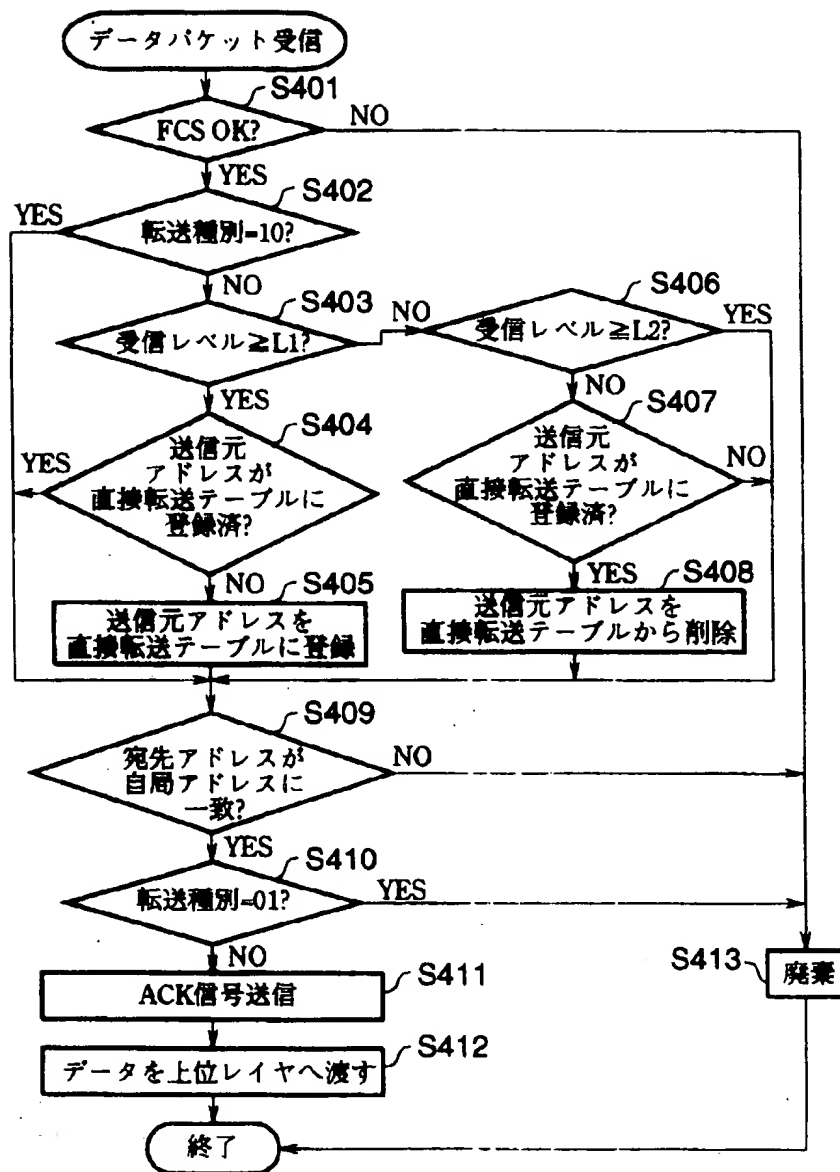 データパケット受信
S401
FCS OK?
NO
YES
S402
YES
転送種別=10?
NO
S403
受信レベル≧L1?
NO
S406
受信レベル≧L2?
YES
YES
S404
YES
送信元
アドレスが
直接転送テーブルに
登録済?
NO
S407
送信元
アドレスが
直接転送テーブルに
登録済?
NO
NO
S405
送信元アドレスを
直接転送テーブルに登録
YES
S408
送信元アドレスを
直接転送テーブルから削除
S409
宛先アドレスが
自局アドレスに
一致?
NO
YES
S410
転送種別=01?
YES
NO
S411
ACK信号送信
S413
廃棄
S412
データを上位レイヤへ渡す
終了